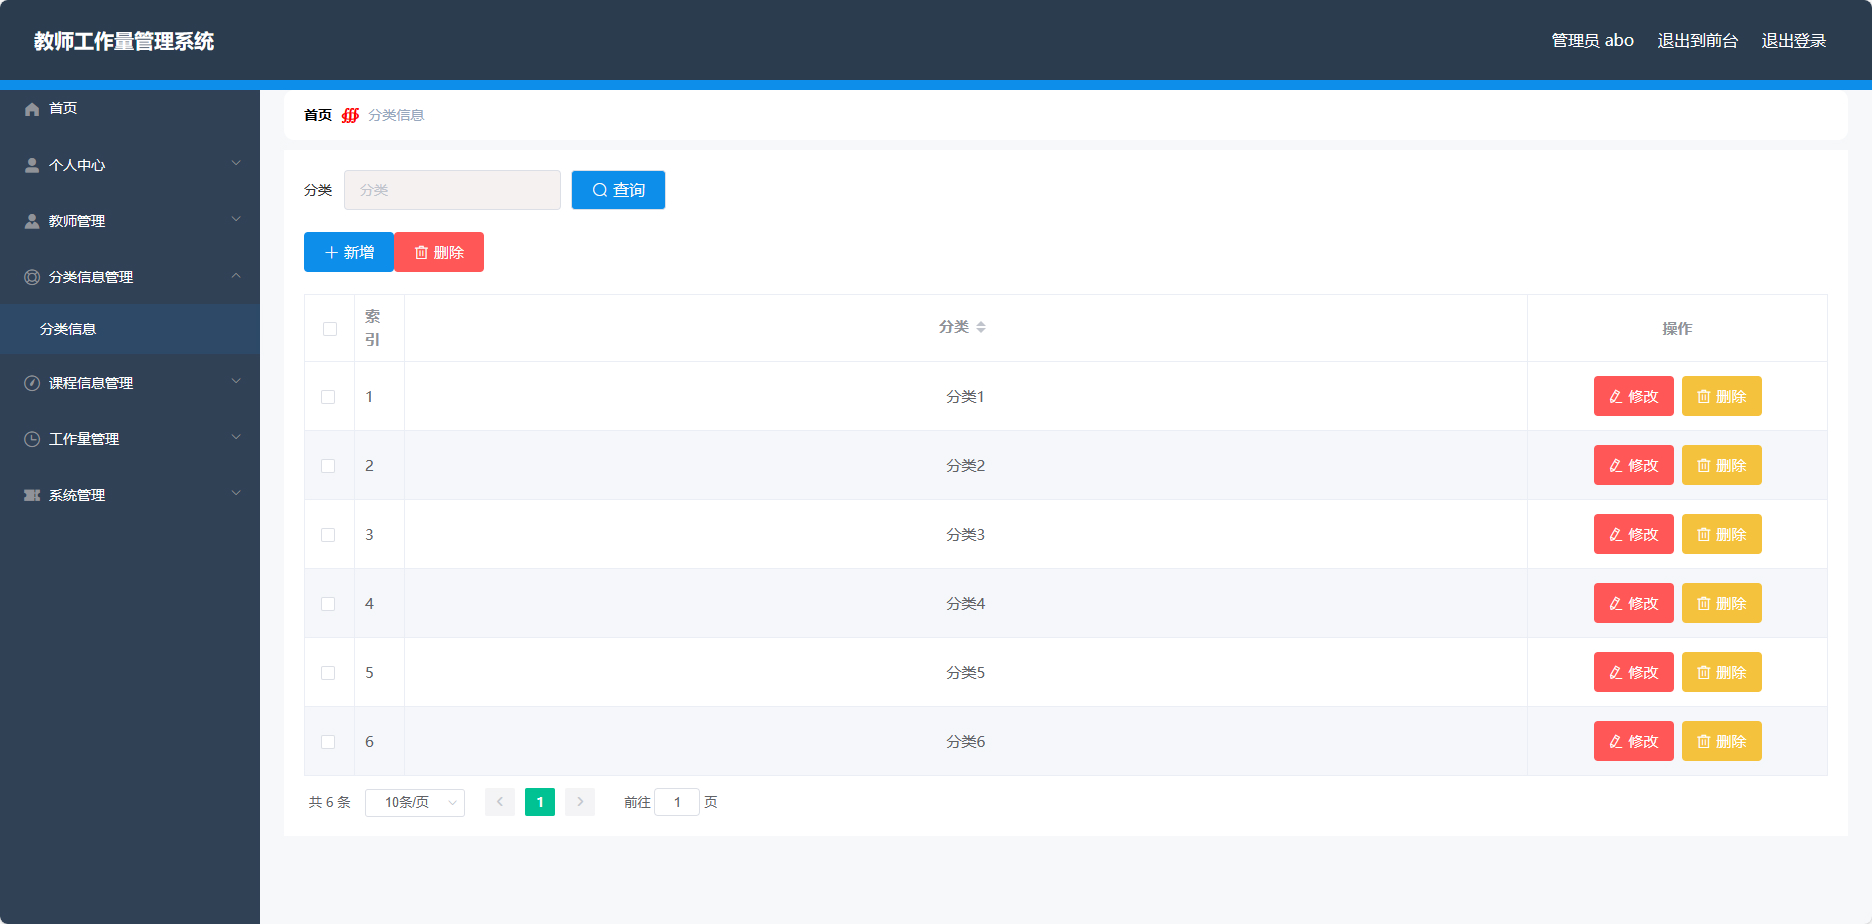 教师工作量管理系统
管理员 abo 退出到前台 退出登录
首页
个人中心
教师管理
分类信息管理
分类信息
课程信息管理
工作量管理
系统管理
首页 分类信息
分类 分类 查询
新增 删除
索引 分类 操作
1 分类1 修改 删除
2 分类2 修改 删除
3 分类3 修改 删除
4 分类4 修改 删除
5 分类5 修改 删除
6 分类6 修改 删除
共 6 条 10条/页 1 前往 1 页